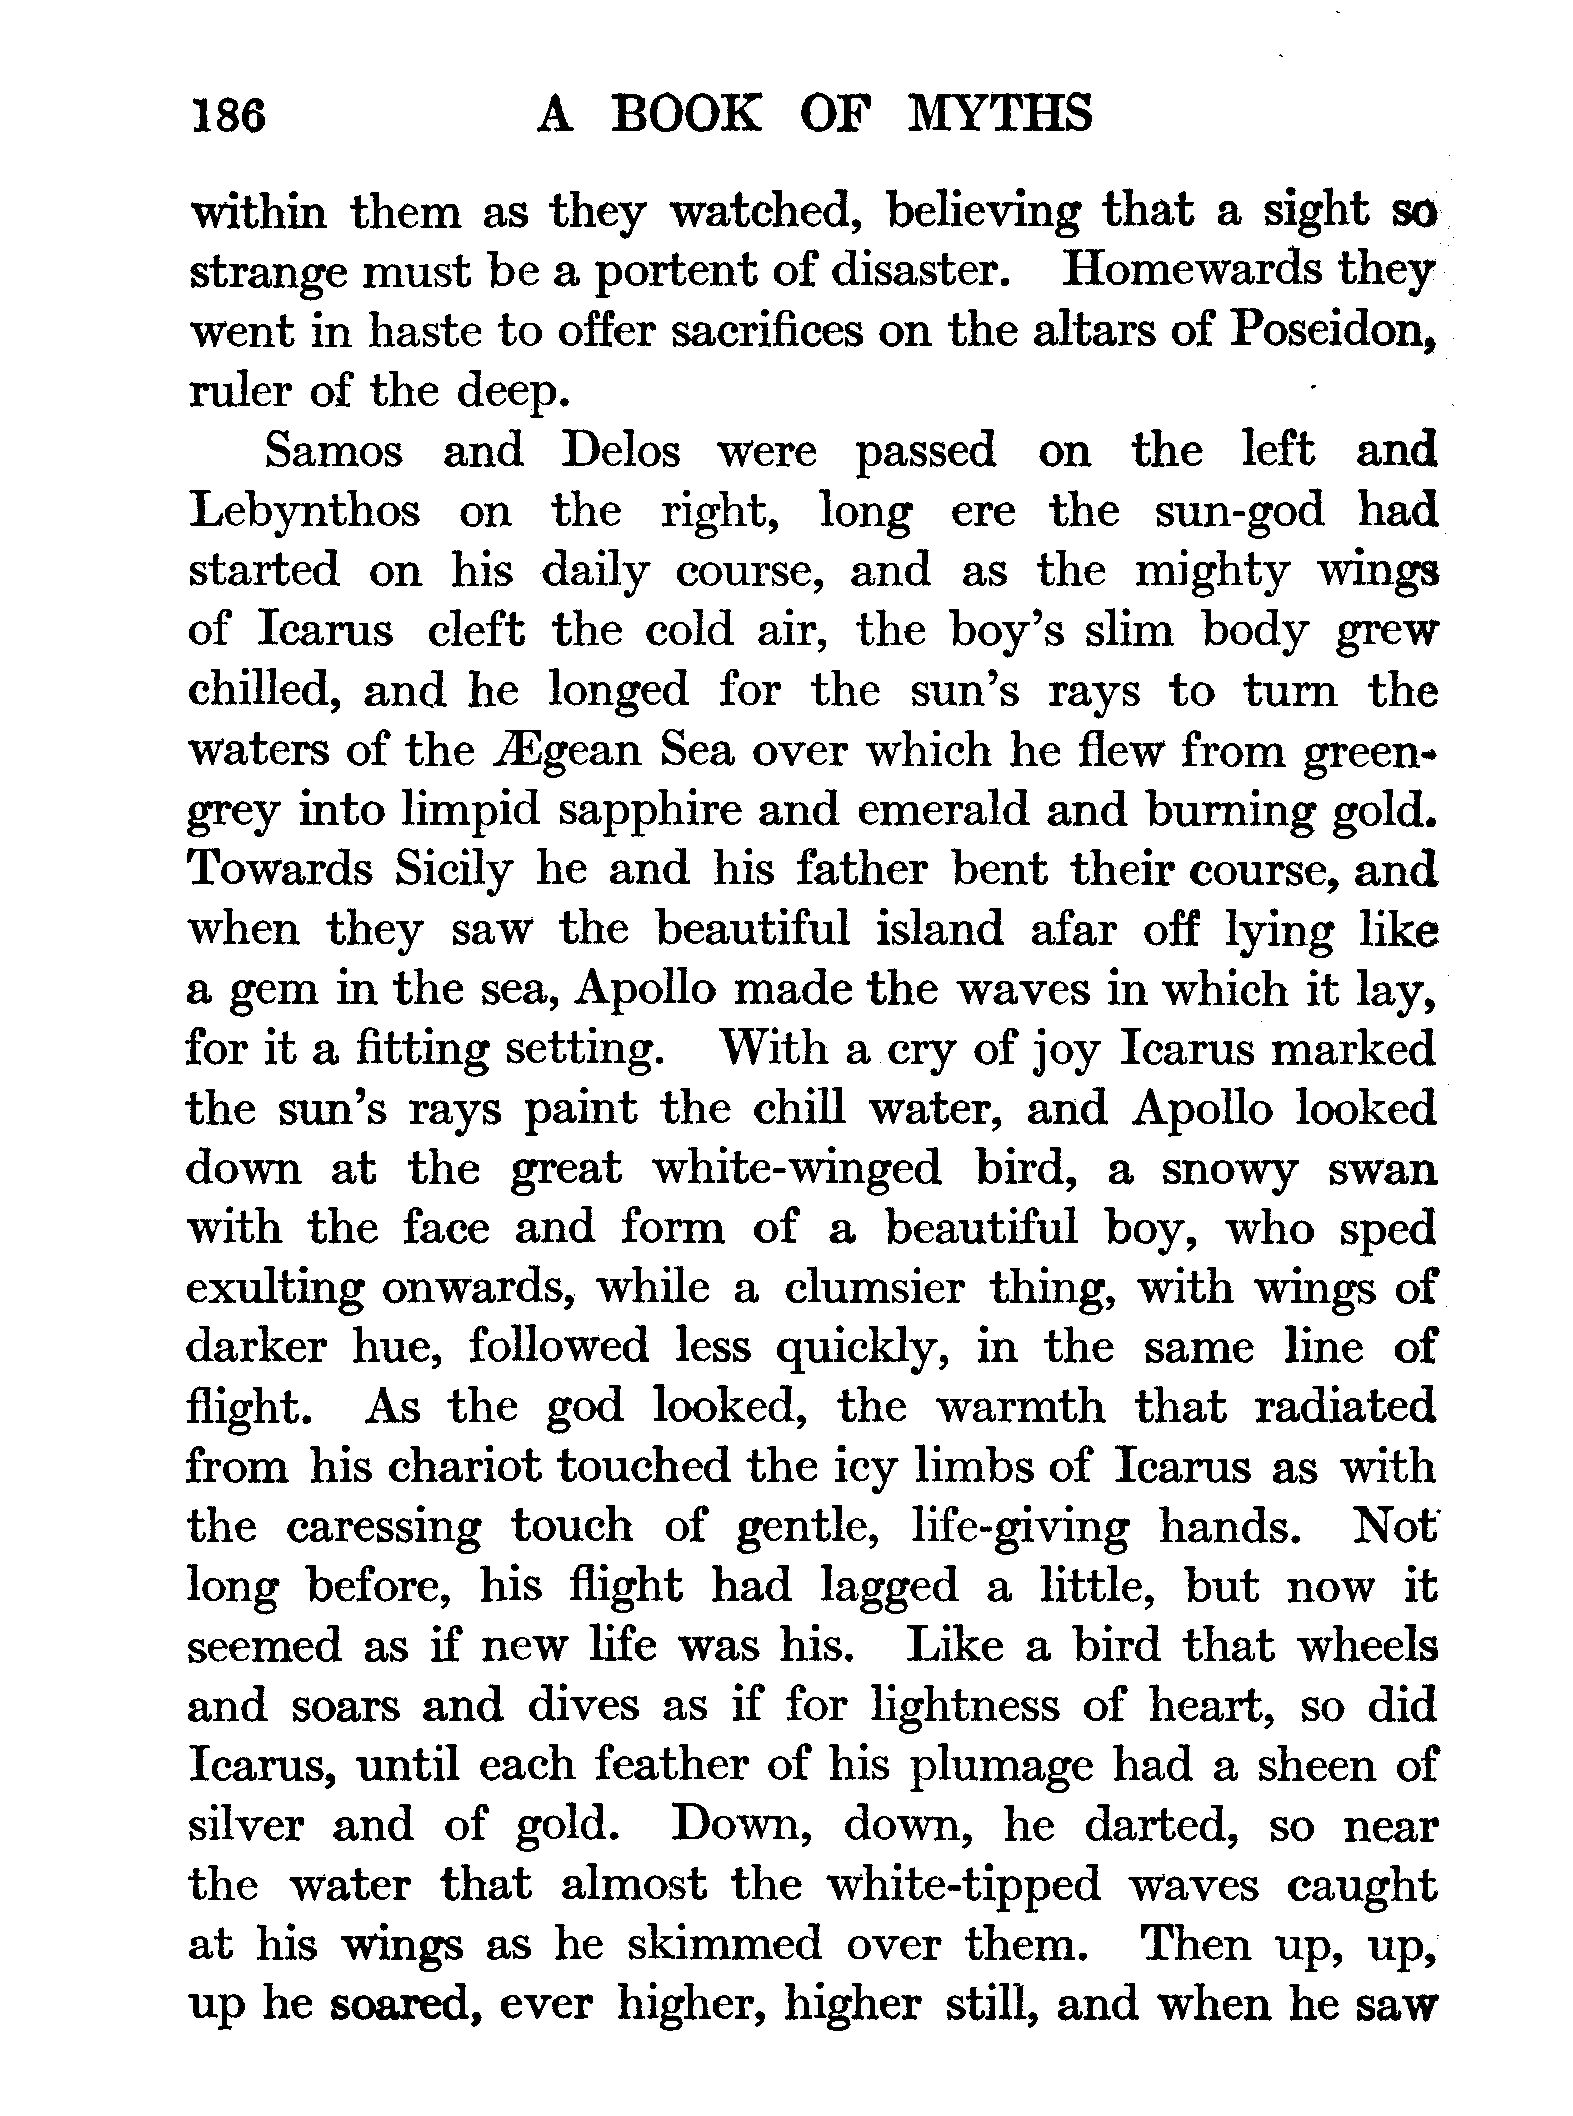 186 A BOOK OF MYTHS
within them as they watched, believing that a sight so
strange must be a portent of disaster. Homewards they
went in haste to offer sacrifices on the altars of Poseidon,
ruler of the deep.
Samos and Delos were passed on the left and
Lebynthos on the right, long ere the sun-god had
started on his daily course, and as the mighty wings
of Icarus cleft the cold air, the boy's slim body grew
chilled, and he longed for the sun's rays to turn the
waters of the Ægean Sea over which he flew from green-
grey into limpid sapphire and emerald and burning gold.
Towards Sicily he and his father bent their course, and
when they saw the beautiful island afar off lying like
a gem in the sea, Apollo made the waves in which it lay,
for it a fitting setting. With a cry of joy Icarus marked
the sun's rays paint the chill water, and Apollo looked
down at the great white-winged bird, a snowy swan
with the face and form of a beautiful boy, who sped
exulting onwards, while a clumsier thing, with wings of
darker hue, followed less quickly, in the same line of
flight. As the god looked, the warmth that radiated
from his chariot touched the icy limbs of Icarus as with
the caressing touch of gentle, life-giving hands. Not
long before, his flight had lagged a little, but now it
seemed as if new life was his. Like a bird that wheels
and soars and dives as if for lightness of heart, so did
Icarus, until each feather of his plumage had a sheen of
silver and of gold. Down, down, he darted, so near
the water that almost the white-tipped waves caught
at his wings as he skimmed over them. Then up, up,
up he soared, ever higher, higher still, and when he saw